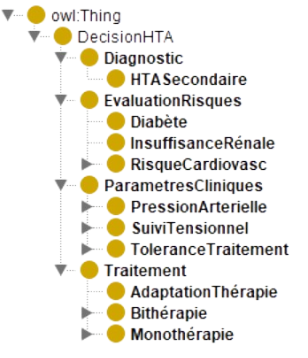 owl:Thing
DecisionHTA
Diagnostic
HTASecondaire
EvaluationRisques
Diabète
InsuffisanceRénale
RisqueCardiovasc
ParametresCliniques
PressionArterielle
SuiviTensionnel
ToleranceTraitement
Traitement
AdaptationThérapie
Bithérapie
Monothérapie